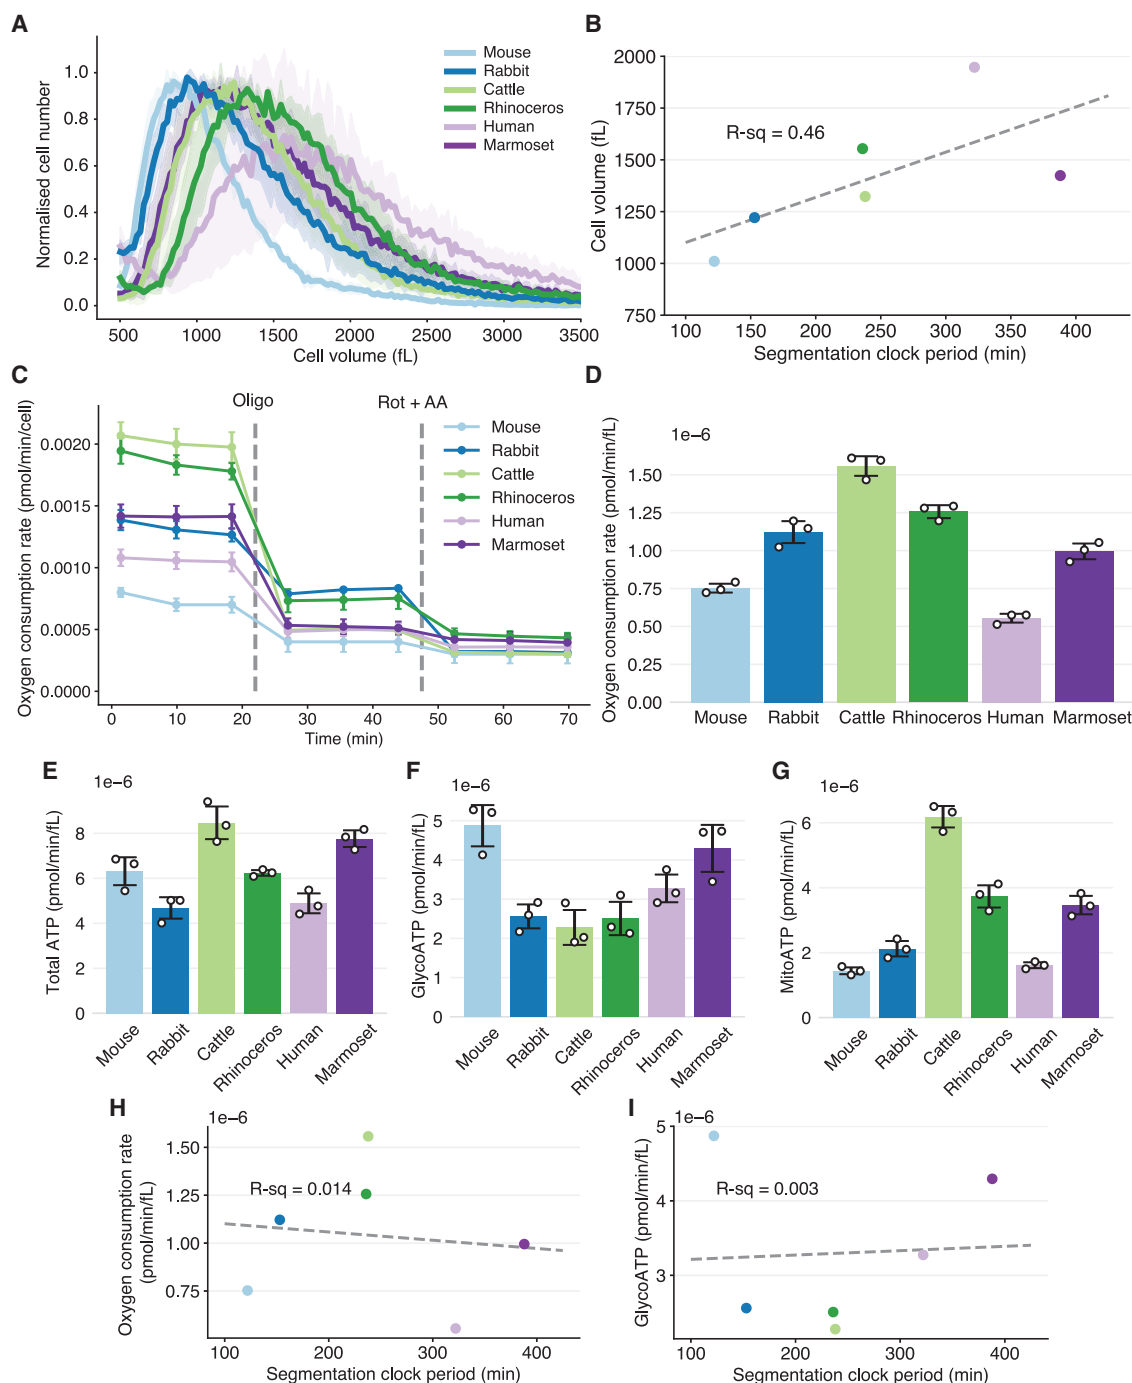 A
Normalised cell number
1.0
0.8
0.6
0.4
0.2
0.0
500
1000
1500
2000
2500
3000
3500
Cell volume (fL)
Mouse
Rabbit
Cattle
Rhinoceros
Human
Marmoset
B
Cell volume (fL)
2000
1750
1500
1250
1000
750
R-sq = 0.46
100
150
200
250
300
350
400
Segmentation clock period (min)
C
Oxygen consumption rate (pmol/min/cell)
0.0020
0.0015
0.0010
0.0005
0.0000
Oligo
Rot + AA
Mouse
Rabbit
Cattle
Rhinoceros
Human
Marmoset
0
10
20
30
40
50
60
70
Time (min)
D
1e−6
Oxygen consumption rate (pmol/min/fL)
1.50
1.25
1.00
0.75
0.50
0.25
0.00
Mouse
Rabbit
Cattle
Rhinoceros
Human
Marmoset
E
1e−6
Total ATP (pmol/min/fL)
8
6
4
2
0
Mouse
Rabbit
Cattle
Rhinoceros
Human
Marmoset
F
1e−6
GlycoATP (pmol/min/fL)
5
4
3
2
1
0
Mouse
Rabbit
Cattle
Rhinoceros
Human
Marmoset
G
1e−6
MitoATP (pmol/min/fL)
6
4
2
0
Mouse
Rabbit
Cattle
Rhinoceros
Human
Marmoset
H
1e−6
Oxygen consumption rate
(pmol/min/fL)
1.50
1.25
1.00
0.75
R-sq = 0.014
100
200
300
400
Segmentation clock period (min)
I
1e−6
GlycoATP (pmol/min/fL)
5
4
3
2
R-sq = 0.003
100
200
300
400
Segmentation clock period (min)